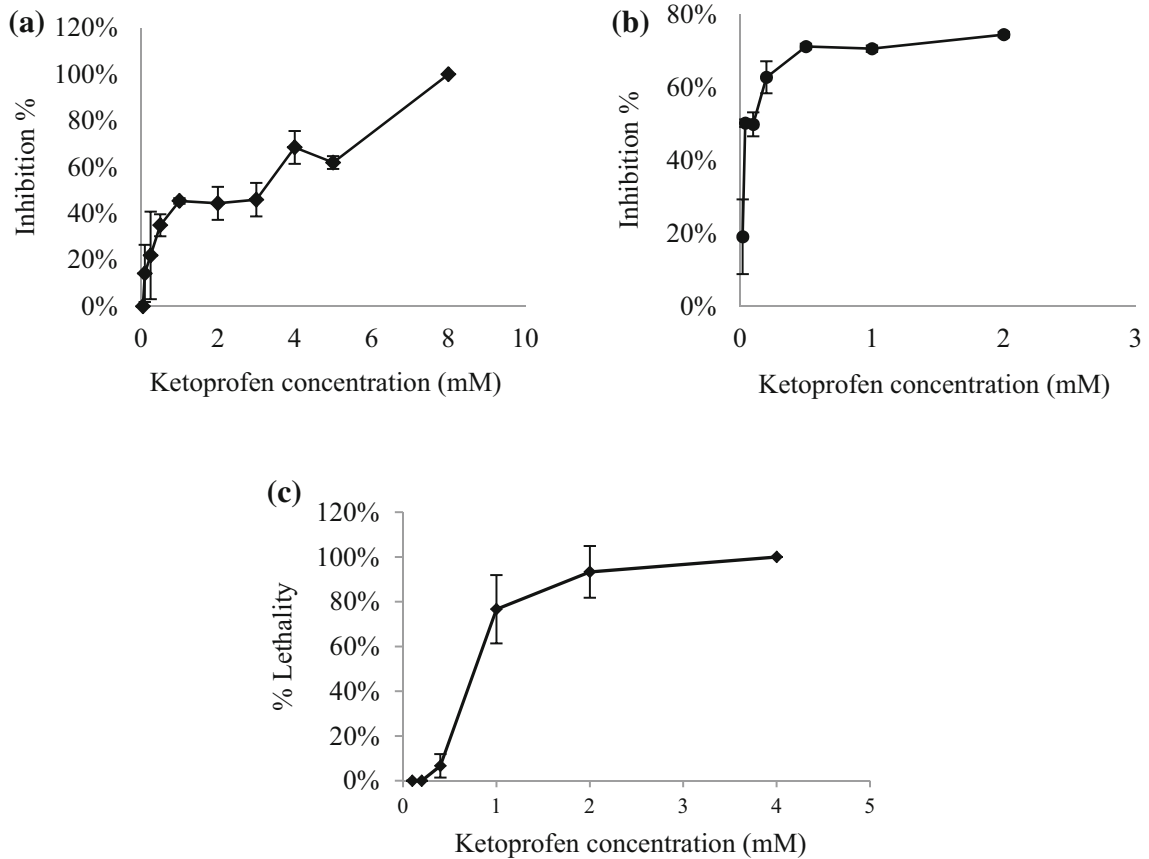 (a)
120%
100%
80%
60%
40%
20%
0%
Inhibition %
0 2 4 6 8 10
Ketoprofen concentration (mM)
(b)
80%
60%
40%
20%
0%
Inhibition %
0 1 2 3
Ketoprofen concentration (mM)
(c)
120%
100%
80%
60%
40%
20%
0%
% Lethality
0 1 2 3 4 5
Ketoprofen concentration (mM)